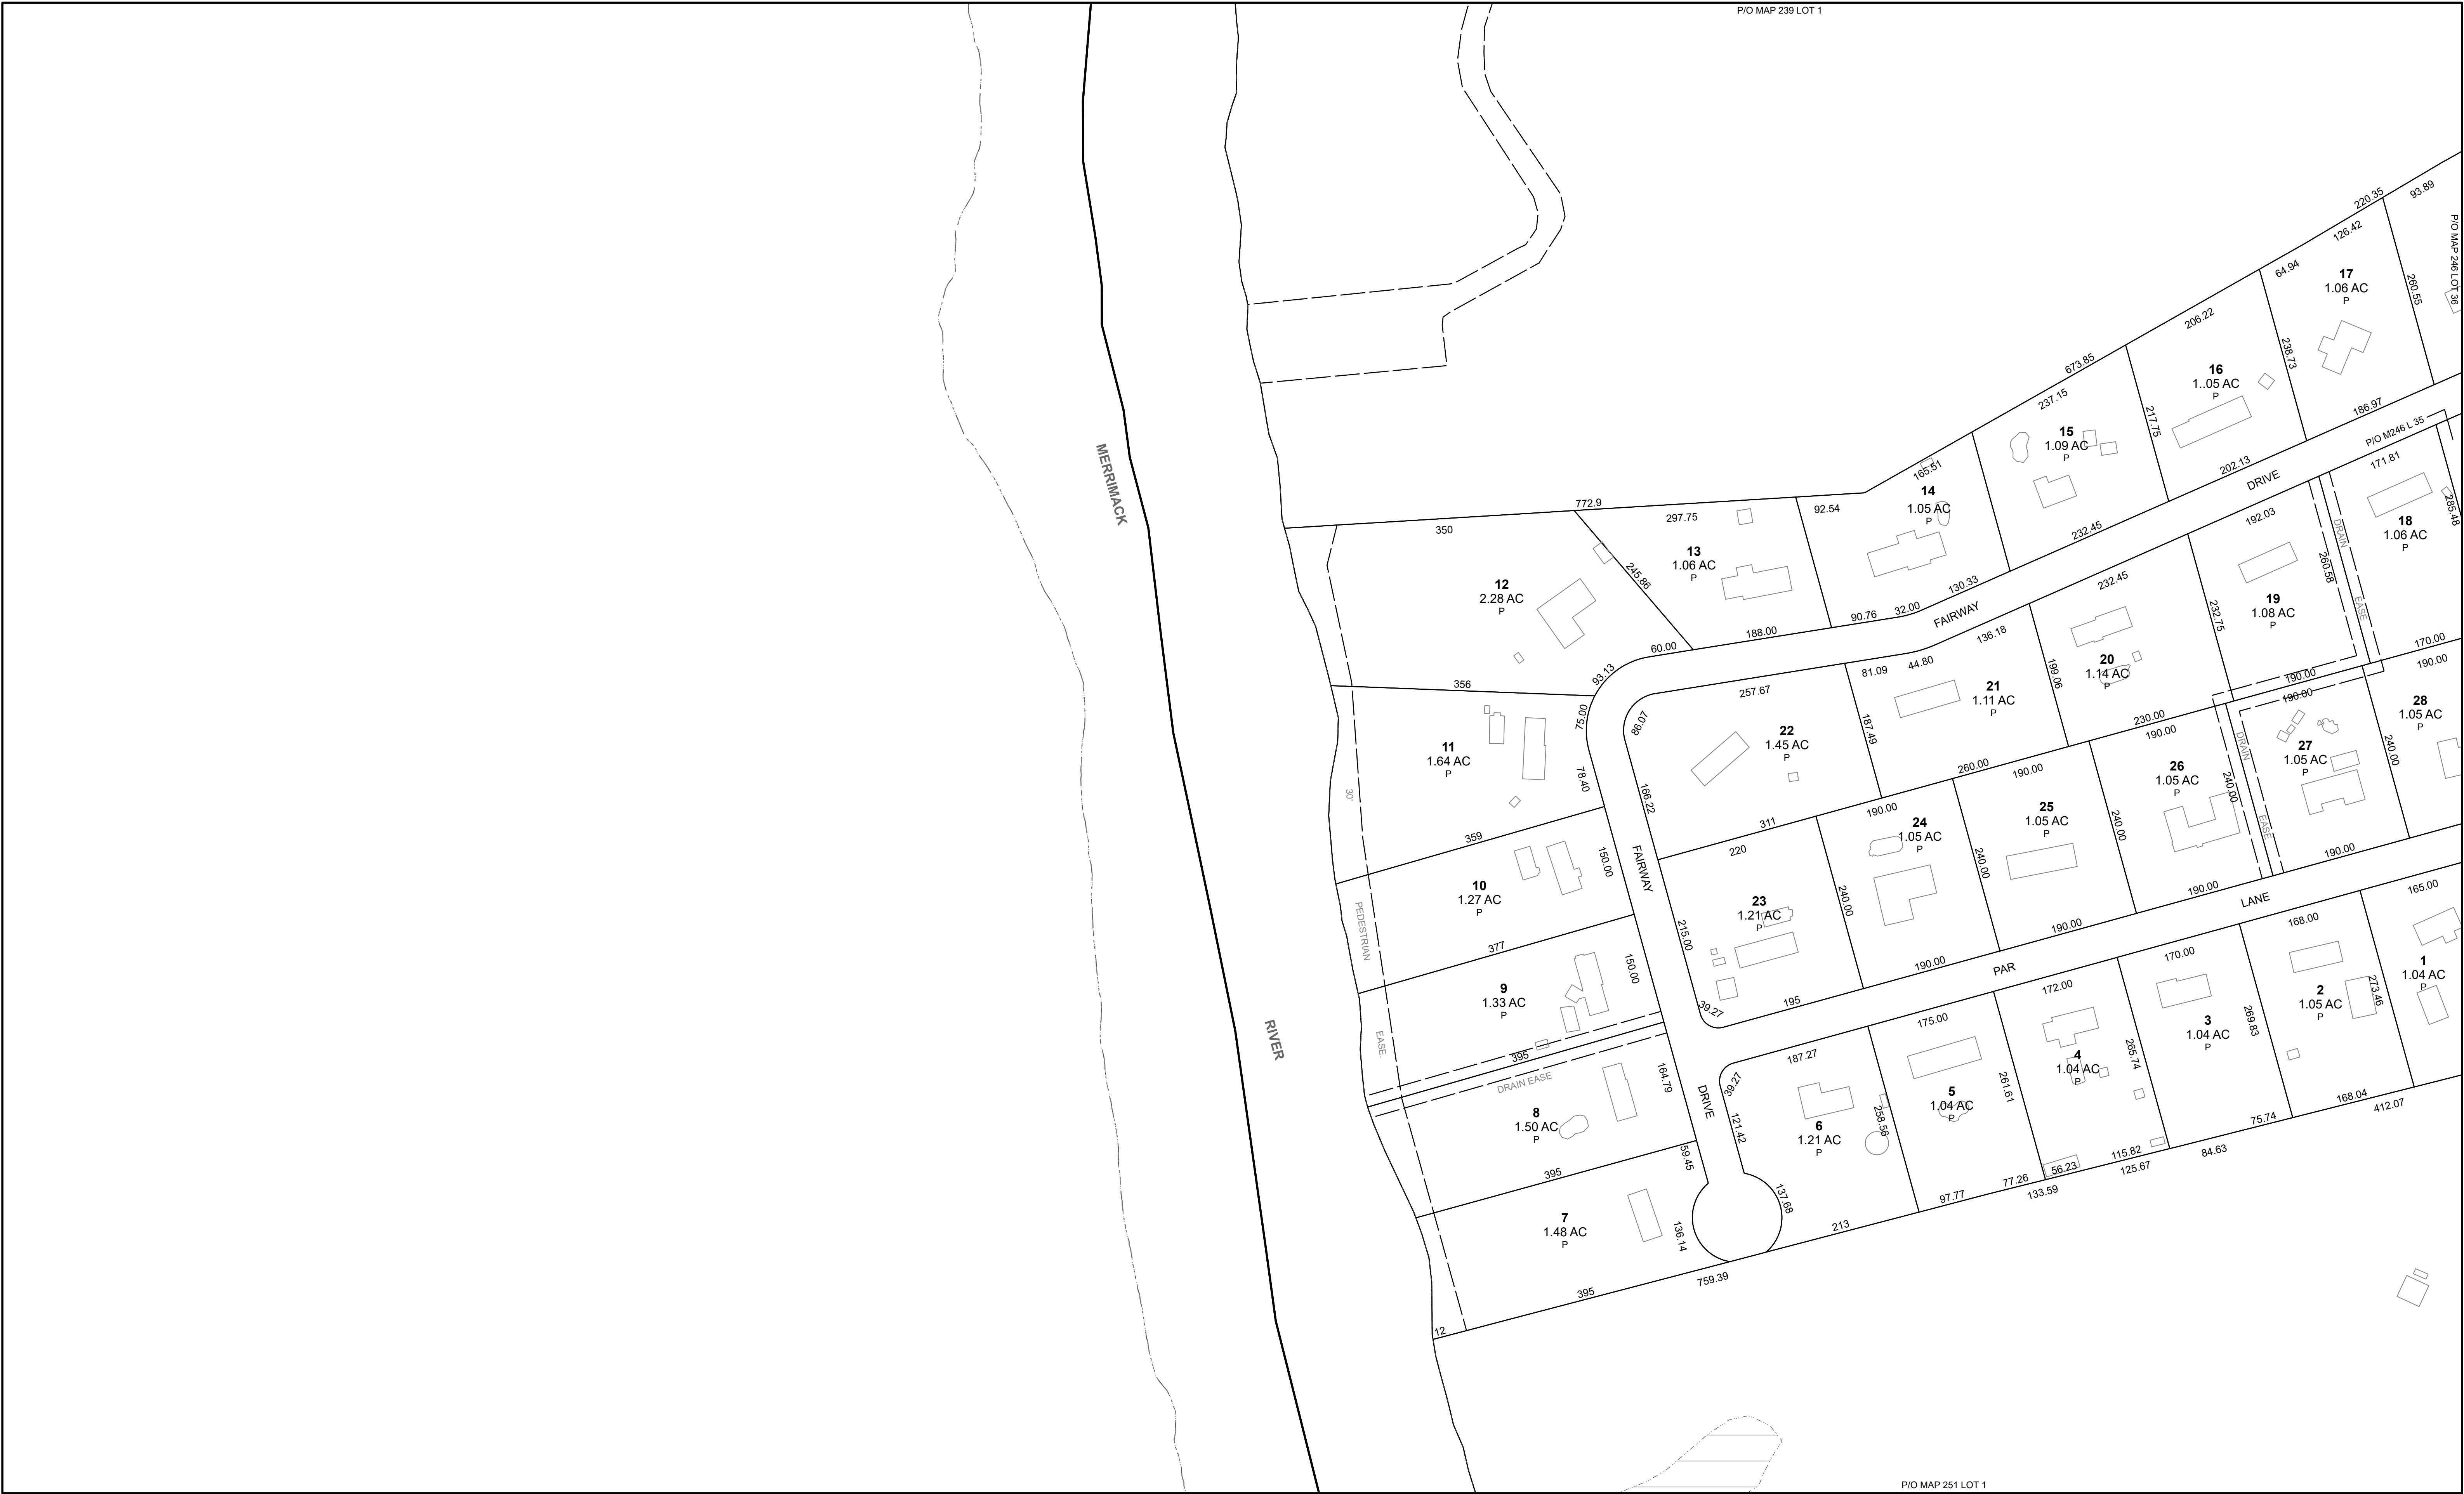 P/O MAP 239 LOT 1
220.35
93.89
126.42
P/O MAP 246 LOT 36
64.94
17
1.06 AC
P
260.55
206.22
238.73
673.85
16
1..05 AC
P
237.15
186.97
217.75
15
1.09 AC
P
P/O M246 L 35
202.13
DRIVE
171.81
165.51
14
1.05 AC
P
MERRIMACK
772.9
350
297.75
92.54
232.45
192.03
DRAIN
18
1.06 AC
P
285.48
13
1.06 AC
P
245.86
12
2.28 AC
P
130.33
32.00
90.76
FAIRWAY
232.45
260.58
EASE
19
1.08 AC
P
232.75
188.00
60.00
136.18
170.00
190.00
93.13
81.09
44.80
199.06
20
1.14 AC
P
190.00
190.00
356
257.67
21
1.11 AC
P
28
1.05 AC
P
75.00
86.07
187.49
22
1.45 AC
P
230.00
190.00
DRAIN
27
1.05 AC
P
240.00
11
1.64 AC
P
78.40
260.00
190.00
26
1.05 AC
P
240.00
30'
166.22
190.00
25
1.05 AC
P
359
311
24
1.05 AC
P
240.00
EASE
220
FAIRWAY
150.00
240.00
190.00
10
1.27 AC
P
190.00
165.00
23
1.21 AC
P
240.00
LANE
PEDESTRIAN
377
215.00
190.00
168.00
150.00
190.00
PAR
170.00
1
1.04 AC
P
9
1.33 AC
P
195
39.27
172.00
2
1.05 AC
P
273.46
RIVER
EASE.
175.00
3
1.04 AC
P
269.83
395
DRAIN EASE
187.27
4
1.04 AC
P
265.74
164.79
39.27
DRIVE
261.61
5
1.04 AC
P
168.04
412.07
8
1.50 AC
P
121.42
6
1.21 AC
P
258.56
75.74
59.45
115.82
84.63
395
56.23
125.67
77.26
133.59
137.68
97.77
7
1.48 AC
P
136.14
213
759.39
395
12
P/O MAP 251 LOT 1